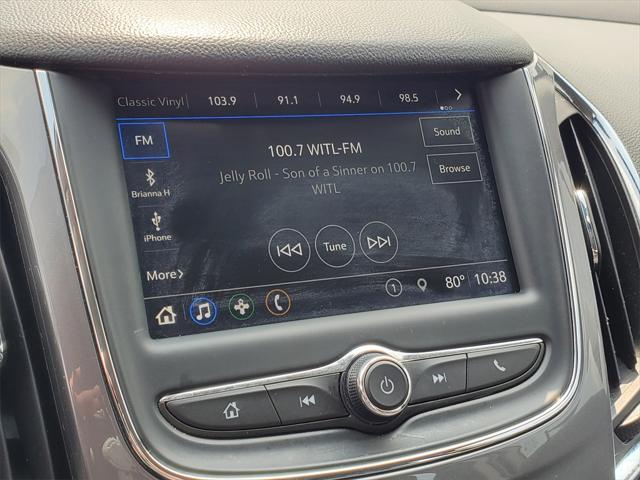 Classic Vinyl 103.9 91.1 94.9 98.5
FM
100.7 WITL-FM
Sound
Jelly Roll - Son of a Sinner on 100.7
WITL
Browse
Brianna H
iPhone
Tune
More
1 80° 10:38